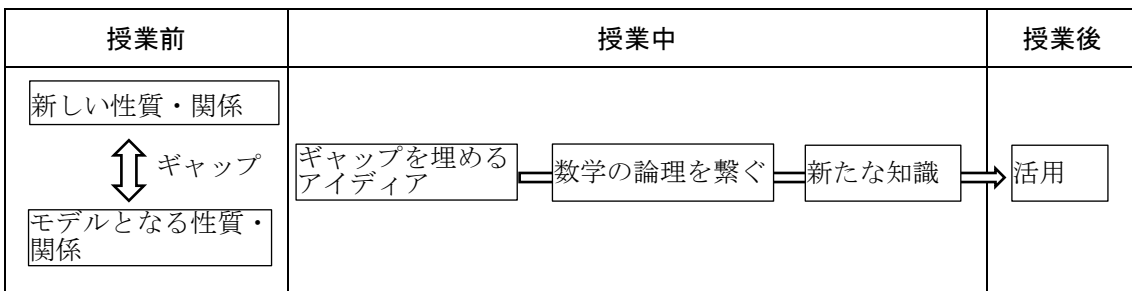 授業前
授業中
授業後
新しい性質・関係
ギャップ
モデルとなる性質・
関係
ギャップを埋める
アイディア
数学の論理を繋ぐ
新たな知識
活用